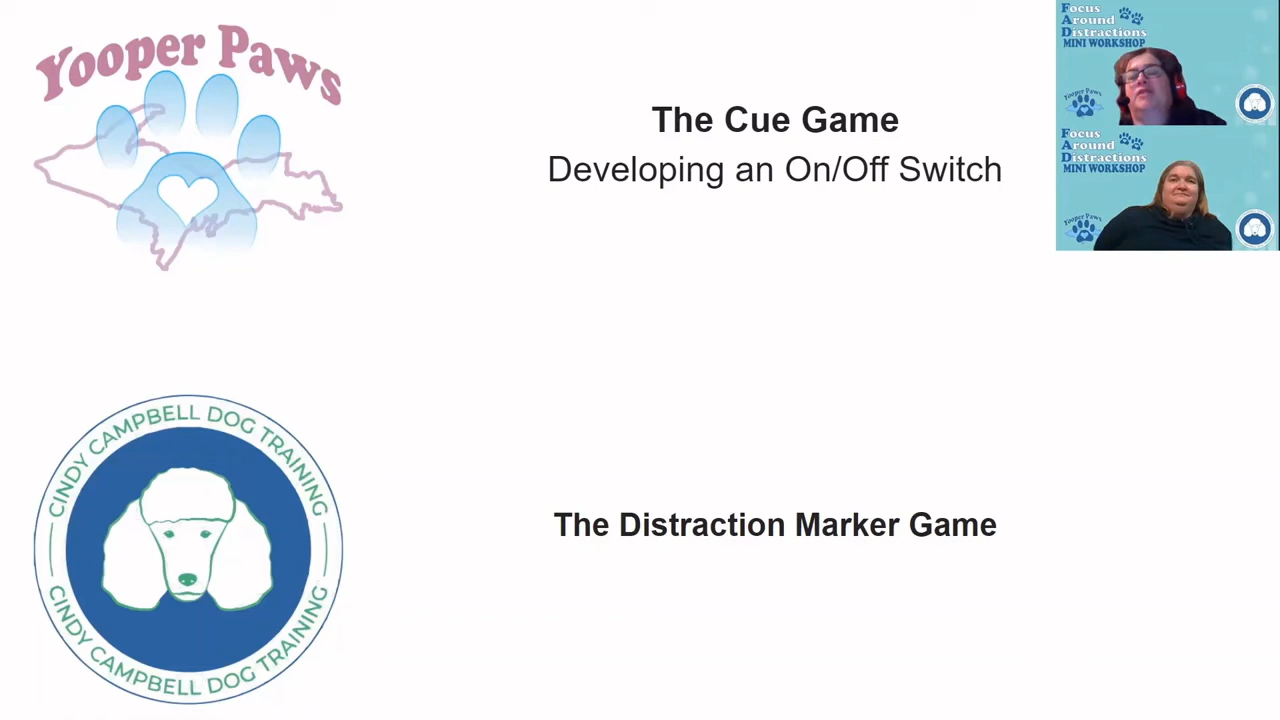 Yooper Paws
The Cue Game
Developing an On/Off Switch
Focus
Around
Distractions
MINI WORKSHOP
Yooper Paws
Focus
Around
Distractions
MINI WORKSHOP
Yooper Paws
CINDY CAMPBELL DOG TRAINING
CINDY CAMPBELL DOG TRAINING
The Distraction Marker Game